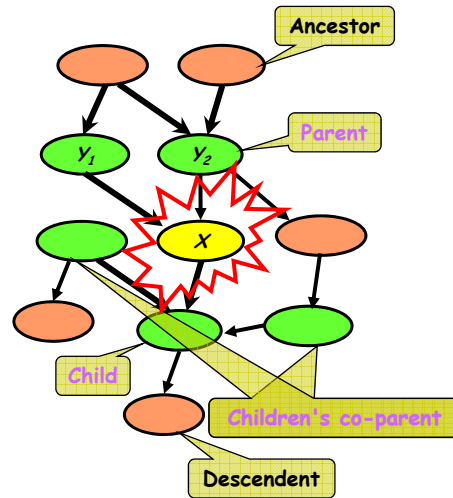 Ancestor
Parent
Y1
Y2
X
Child
Children's co-parent
Descendent